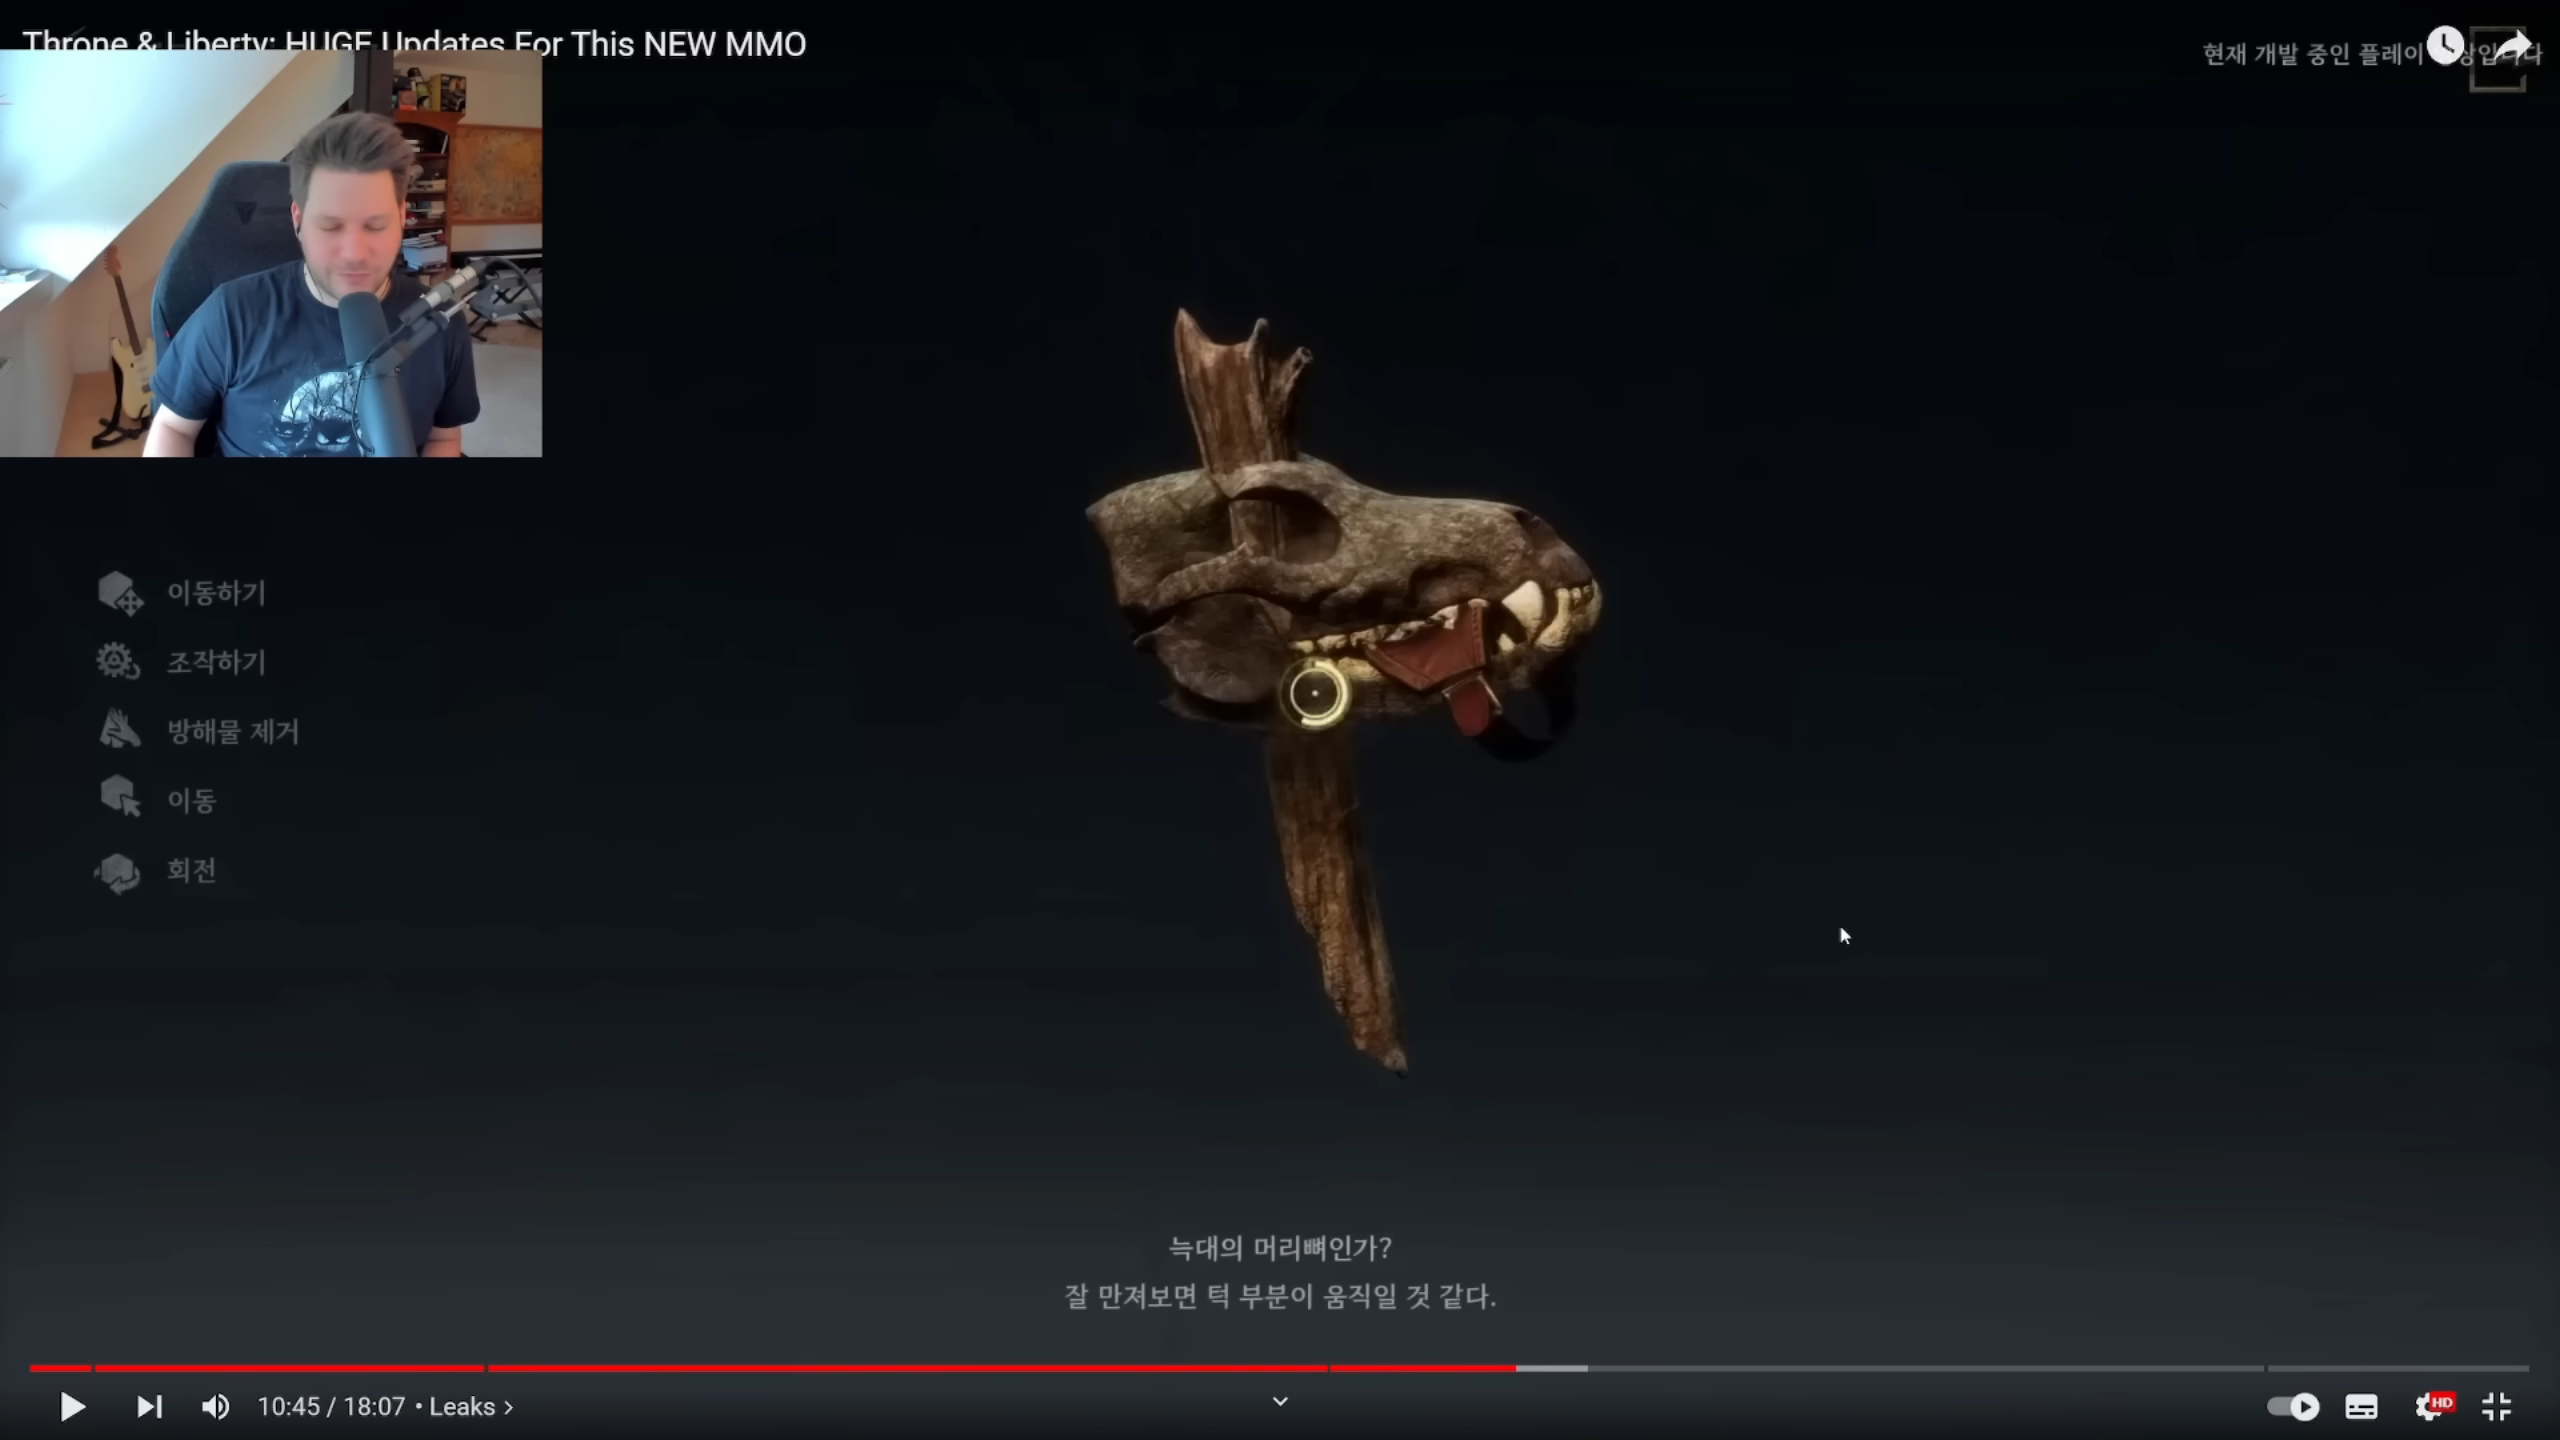 Throne & Liberty: HUGE Updates For This NEW MMO
현재 개발 중인 플레이
이동하기
조작하기
방해물 제거
이동
회전
늑대의 머리뼈인가?
잘 만져보면 턱 부분이 움직일 것 같다.
10:45 / 18:07 • Leaks >
HD